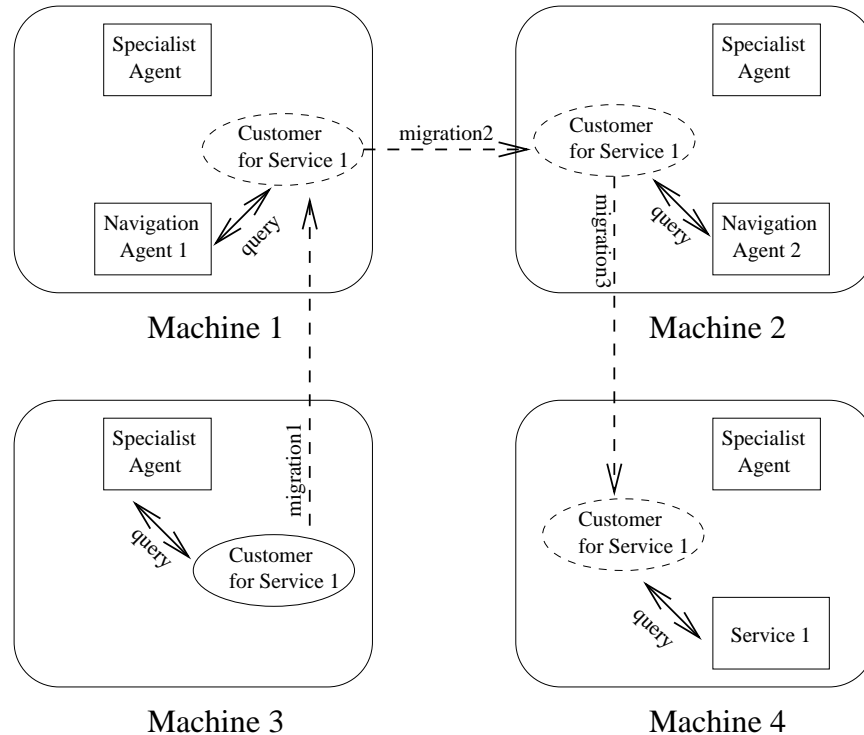 Specialist
Agent
Customer
for Service 1
Navigation
Agent 1
query
Machine 1
migration2
Specialist
Agent
Customer
for Service 1
Navigation
Agent 2
query
Machine 2
migration3
migration1
Specialist
Agent
query
Customer
for Service 1
Machine 3
Specialist
Agent
Customer
for Service 1
query
Service 1
Machine 4